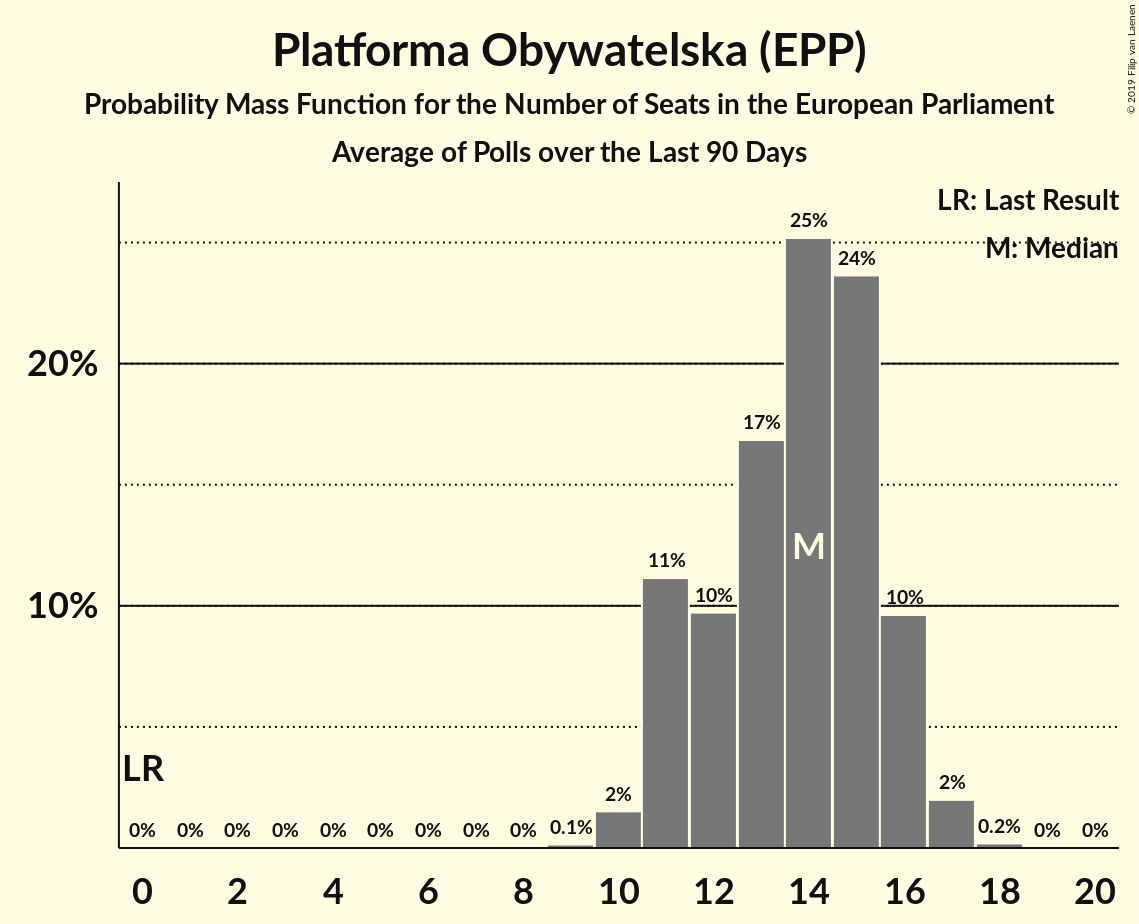 Platforma Obywatelska (EPP)
Probability Mass Function for the Number of Seats in the European Parliament
Average of Polls over the Last 90 Days
© 2019 Filip van Laenen
LR: Last Result
M: Median
20%
10%
25%
24%
17%
11%
10%
10%
2%
2%
0.1%
0.2%
M
LR
0% 0% 0% 0% 0% 0% 0% 0% 0% 0% 0%
0 2 4 6 8 10 12 14 16 18 20